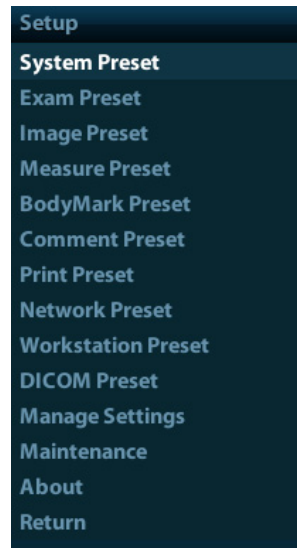 Setup
System Preset
Exam Preset
Image Preset
Measure Preset
BodyMark Preset
Comment Preset
Print Preset
Network Preset
Workstation Preset
DICOM Preset
Manage Settings
Maintenance
About
Return